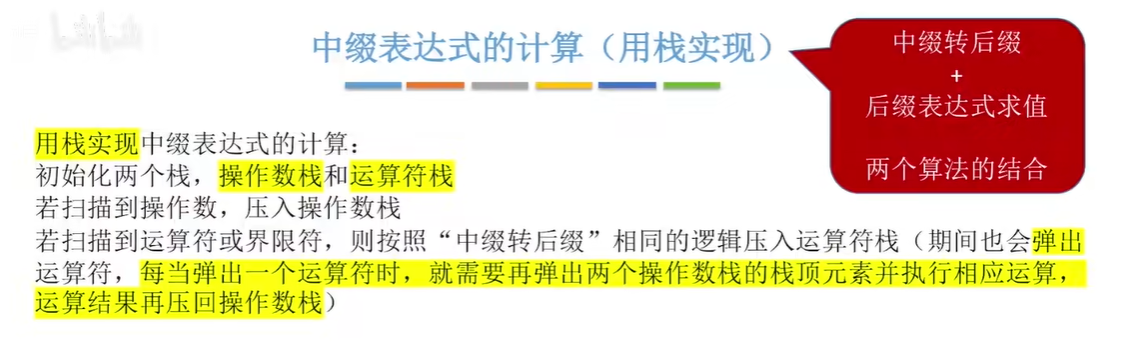 bilibili
中缀表达式的计算（用栈实现）
中缀转后缀
+
后缀表达式求值
两个算法的结合
用栈实现中缀表达式的计算：
初始化两个栈，操作数栈和运算符栈
若扫描到操作数，压入操作数栈
若扫描到运算符或界限符，则按照“中缀转后缀”相同的逻辑压入运算符栈（期间也会弹出
运算符，每当弹出一个运算符时，就需要再弹出两个操作数栈的栈顶元素并执行相应运算，
运算结果再压回操作数栈）